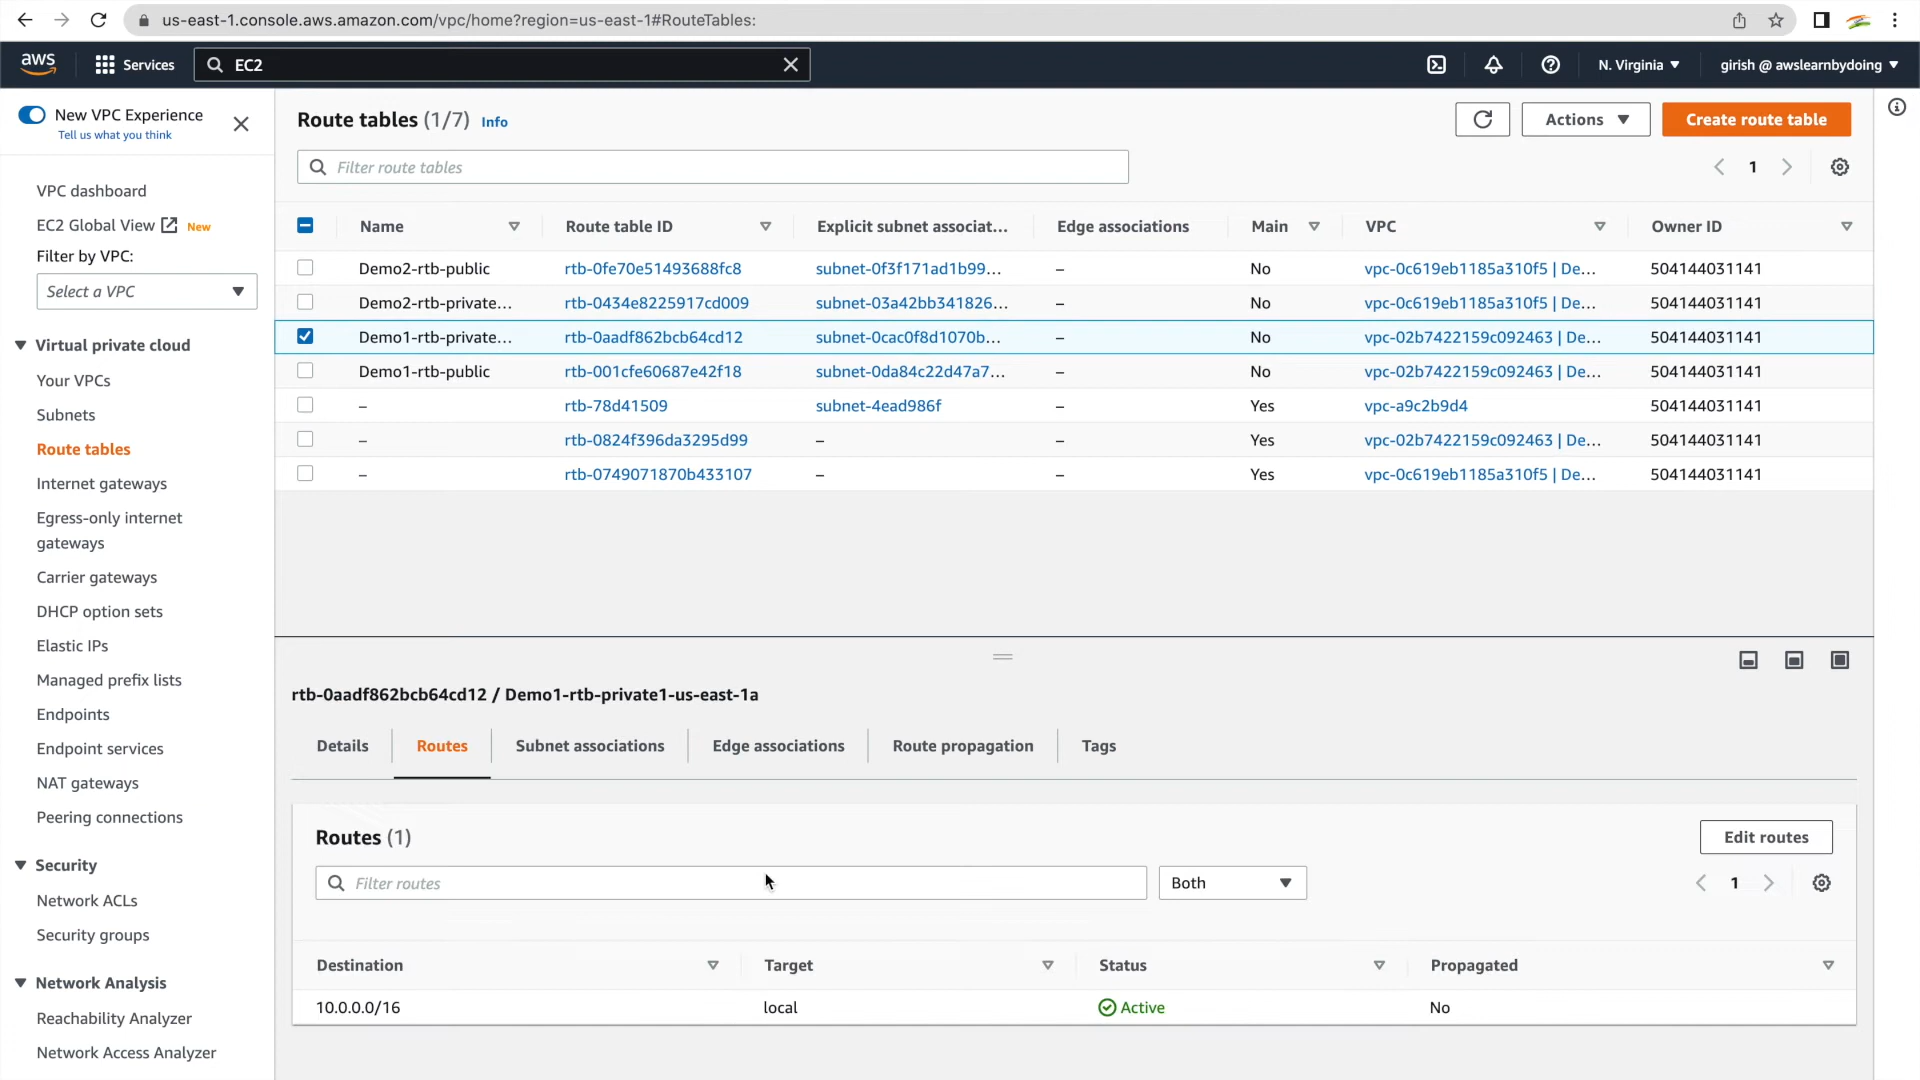 us-east-1.console.aws.amazon.com/vpc/home?region=us-east-1#RouteTables:
aws
Services
EC2
N. Virginia
girish @ awslearnbydoing
New VPC Experience
Tell us what you think
VPC dashboard
EC2 Global View
New
Filter by VPC:
Select a VPC
Virtual private cloud
Your VPCs
Subnets
Route tables
Internet gateways
Egress-only internet
gateways
Carrier gateways
DHCP option sets
Elastic IPs
Managed prefix lists
Endpoints
Endpoint services
NAT gateways
Peering connections
Security
Network ACLs
Security groups
Network Analysis
Reachability Analyzer
Network Access Analyzer
Route tables (1/7) Info
Actions
Create route table
Filter route tables
1
Name Route table ID Explicit subnet associat... Edge associations Main VPC Owner ID
Demo2-rtb-public rtb-0fe70e51493688fc8 subnet-0f3f171ad1b99... – No vpc-0c619eb1185a310f5 | De... 504144031141
Demo2-rtb-private... rtb-0434e8225917cd009 subnet-03a42bb341826... – No vpc-0c619eb1185a310f5 | De... 504144031141
Demo1-rtb-private... rtb-0aadf862bcb64cd12 subnet-0cac0f8d1070b... – No vpc-02b7422159c092463 | De... 504144031141
Demo1-rtb-public rtb-001cfe60687e42f18 subnet-0da84c22d47a7... – No vpc-02b7422159c092463 | De... 504144031141
– rtb-78d41509 subnet-4ead986f – Yes vpc-a9c2b9d4 504144031141
– rtb-0824f396da3295d99 – – Yes vpc-02b7422159c092463 | De... 504144031141
– rtb-0749071870b433107 – – Yes vpc-0c619eb1185a310f5 | De... 504144031141
rtb-0aadf862bcb64cd12 / Demo1-rtb-private1-us-east-1a
Details Routes Subnet associations Edge associations Route propagation Tags
Routes (1)
Edit routes
Filter routes
Both
1
Destination Target Status Propagated
10.0.0.0/16 local Active No